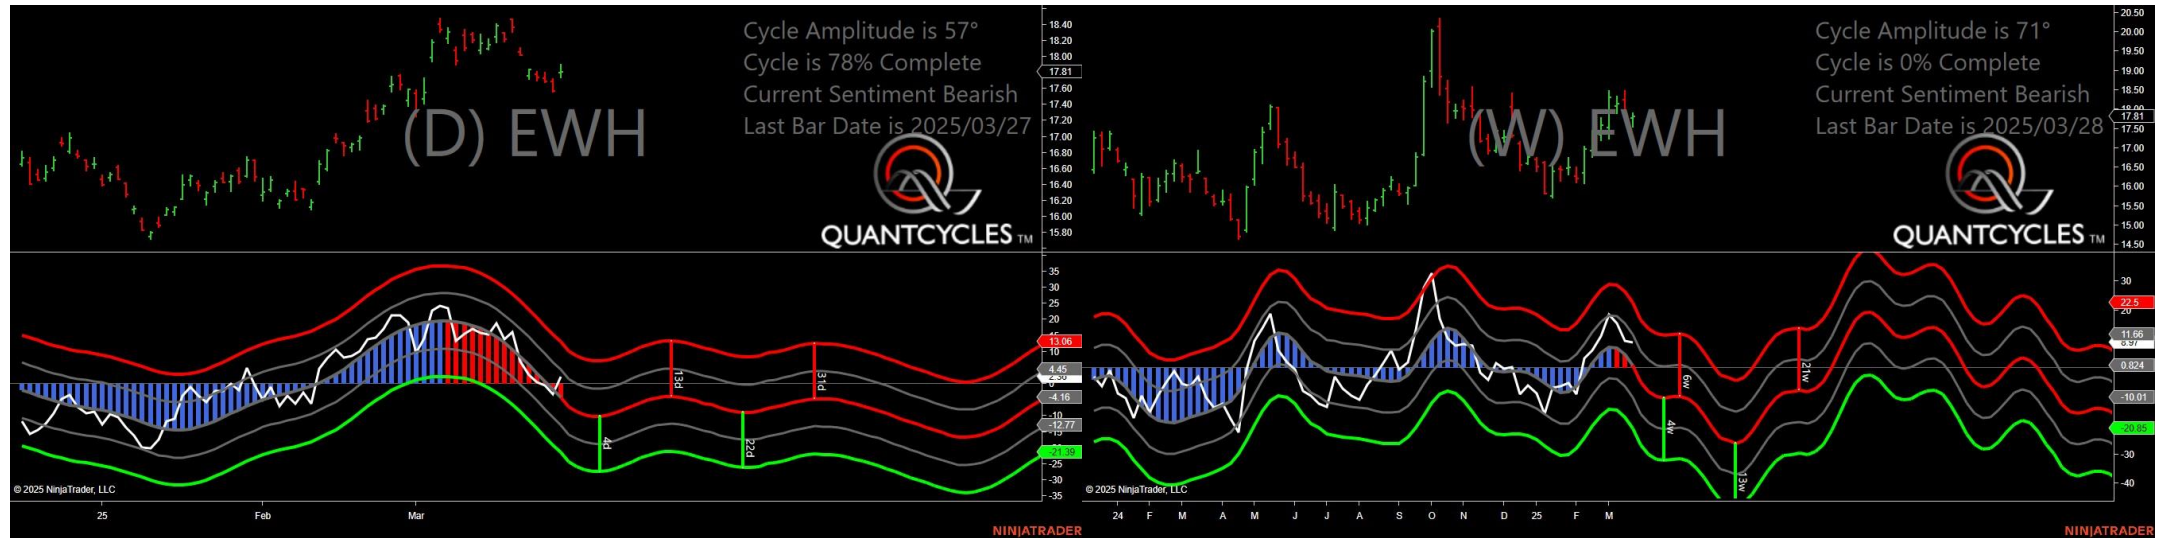 Cycle Amplitude is 57°
Cycle is 78% Complete
Current Sentiment Bearish
Last Bar Date is 2025/03/27
(D) EWH
QUANTCYCLES TM
18.40
18.20
18.00
17.81
17.60
17.40
17.20
17.00
16.80
16.60
16.40
16.20
16.00
15.80
35
30
25
20
13.06
10
4.45
-4.16
-10
-12.77
-21.39
-25
-30
-35
4d
13d
22d
31d
© 2025 NinjaTrader, LLC
25
Feb
Mar
NINJATRADER
Cycle Amplitude is 71°
Cycle is 0% Complete
Current Sentiment Bearish
Last Bar Date is 2025/03/28
(W) EWH
QUANTCYCLES TM
20.50
20.00
19.50
19.00
18.50
17.81
17.50
17.00
16.50
16.00
15.50
15.00
14.50
30
22.5
20
11.66
8.97
0.824
-10.01
-20.85
-30
-40
4w
6w
13w
21w
© 2025 NinjaTrader, LLC
24 F M A M J J A S O N D 25 F M
NINJATRADER